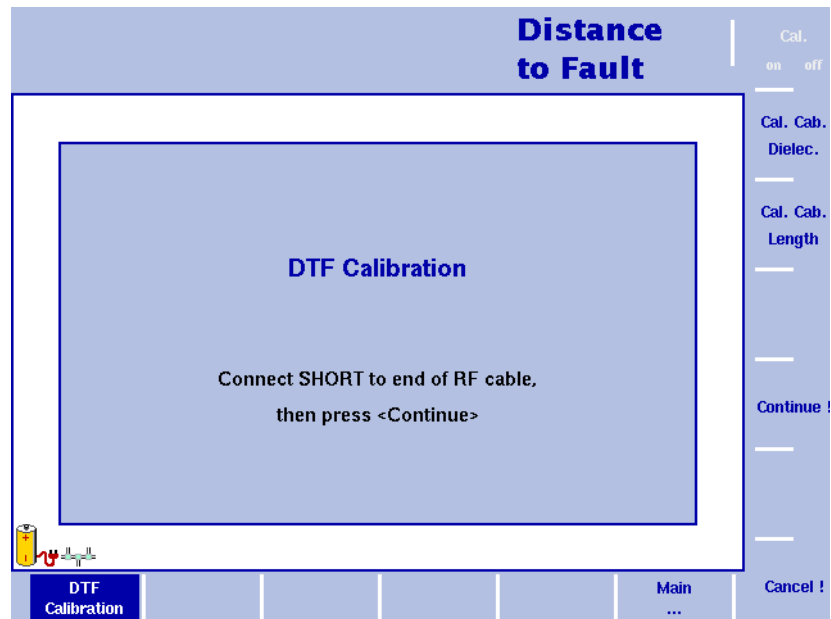 Distance
to Fault
Cal.
on off
Cal. Cab.
Dielec.
Cal. Cab.
Length
DTF Calibration
Connect SHORT to end of RF cable,
then press <Continue>
Continue !
DTF
Calibration
Main
...
Cancel !